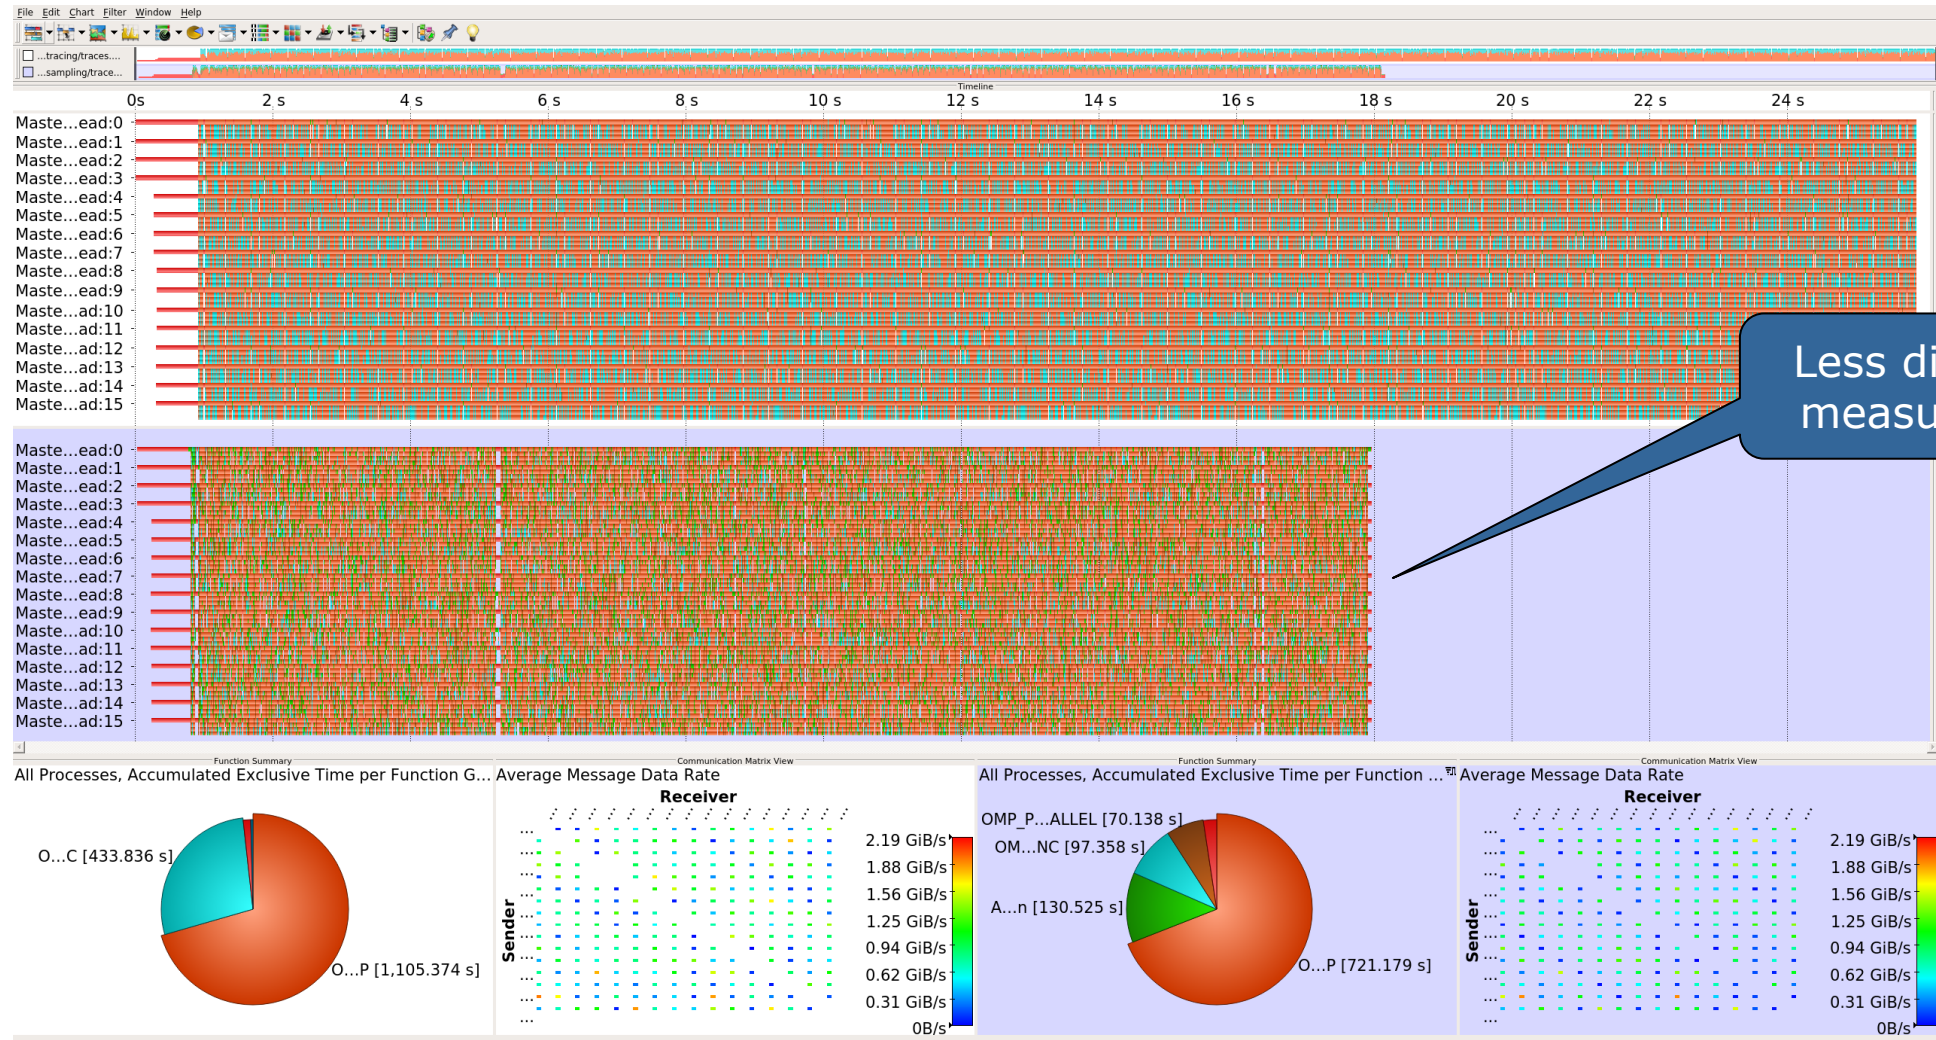 File Edit Chart Filter Window Help
...tracing/traces....
...sampling/trace...
Timeline
0s 2 s 4 s 6 s 8 s 10 s 12 s 14 s 16 s 18 s 20 s 22 s 24 s
Maste...ead:0
Maste...ead:1
Maste...ead:2
Maste...ead:3
Maste...ead:4
Maste...ead:5
Maste...ead:6
Maste...ead:7
Maste...ead:8
Maste...ead:9
Maste...ad:10
Maste...ad:11
Maste...ad:12
Maste...ad:13
Maste...ad:14
Maste...ad:15
Less di
measu
Maste...ead:0
Maste...ead:1
Maste...ead:2
Maste...ead:3
Maste...ead:4
Maste...ead:5
Maste...ead:6
Maste...ead:7
Maste...ead:8
Maste...ead:9
Maste...ad:10
Maste...ad:11
Maste...ad:12
Maste...ad:13
Maste...ad:14
Maste...ad:15
Function Summary
All Processes, Accumulated Exclusive Time per Function G...
O...C [433.836 s]
O...P [1,105.374 s]
Communication Matrix View
Average Message Data Rate
Receiver
Sender
2.19 GiB/s
1.88 GiB/s
1.56 GiB/s
1.25 GiB/s
0.94 GiB/s
0.62 GiB/s
0.31 GiB/s
0B/s
Function Summary
All Processes, Accumulated Exclusive Time per Function ...
OMP_P...ALLEL [70.138 s]
OM...NC [97.358 s]
A...n [130.525 s]
O...P [721.179 s]
Communication Matrix View
Average Message Data Rate
Receiver
Sender
2.19 GiB/s
1.88 GiB/s
1.56 GiB/s
1.25 GiB/s
0.94 GiB/s
0.62 GiB/s
0.31 GiB/s
0B/s